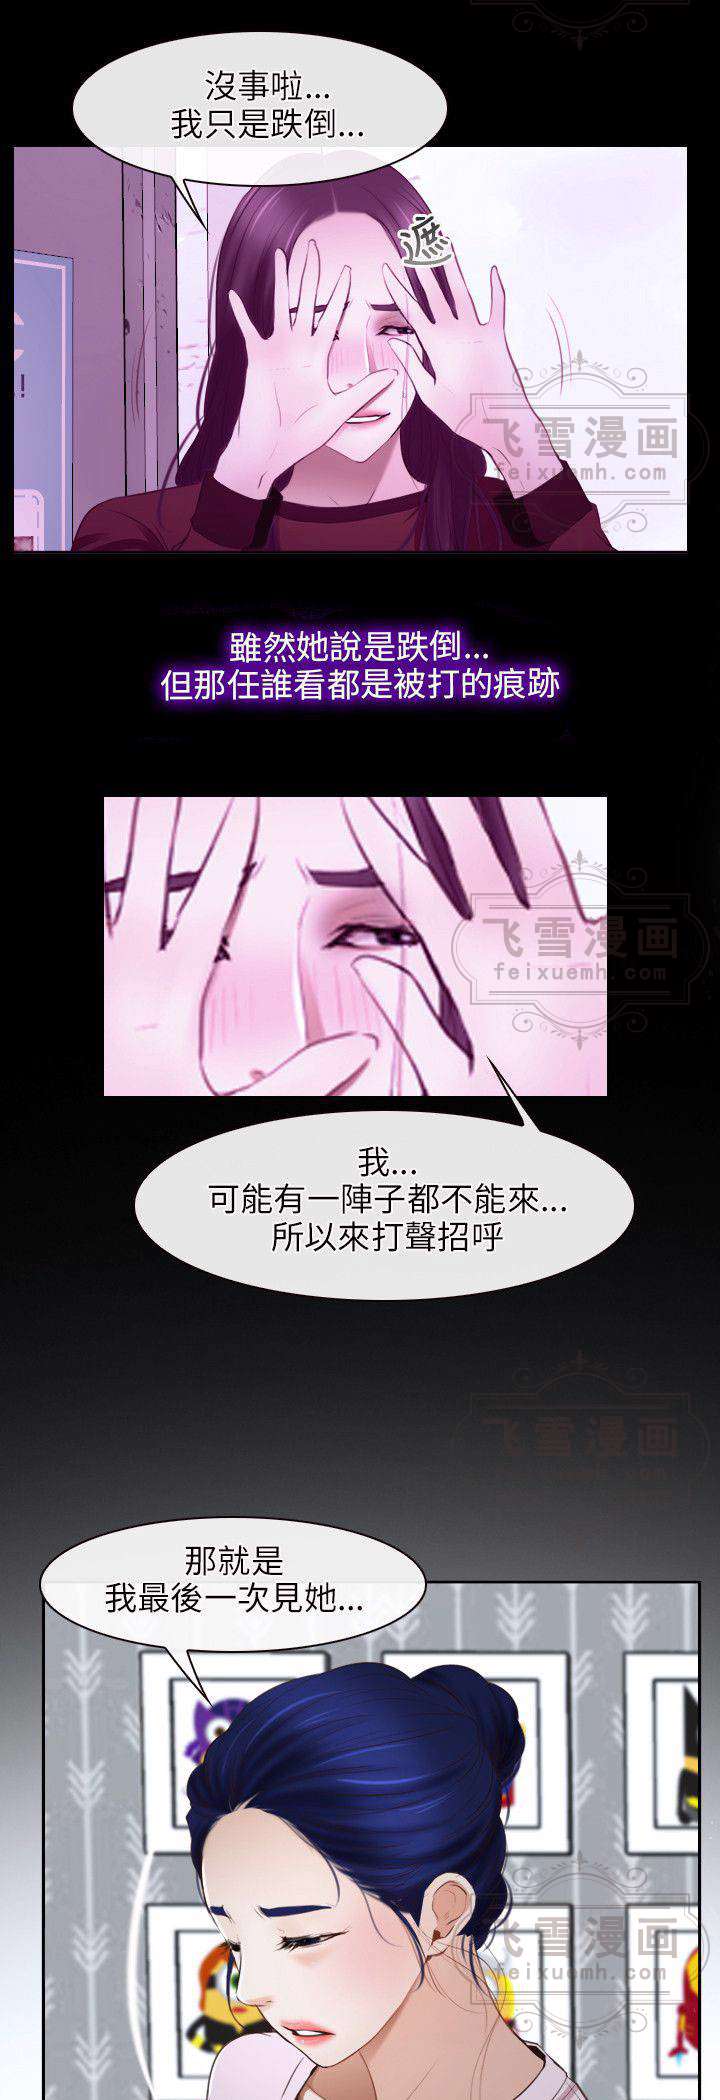 沒事啦...
我只是跌倒...
遮
!
飞雪漫画
feixuemh.com
雖然她說是跌倒...
但那任誰看都是被打的痕跡
飞雪漫画
feixuemh.com
我...
可能有一陣子都不能來...
所以來打聲招呼
飞雪漫画
那就是
我最後一次見她...
飞雪漫画
feixuemh.com